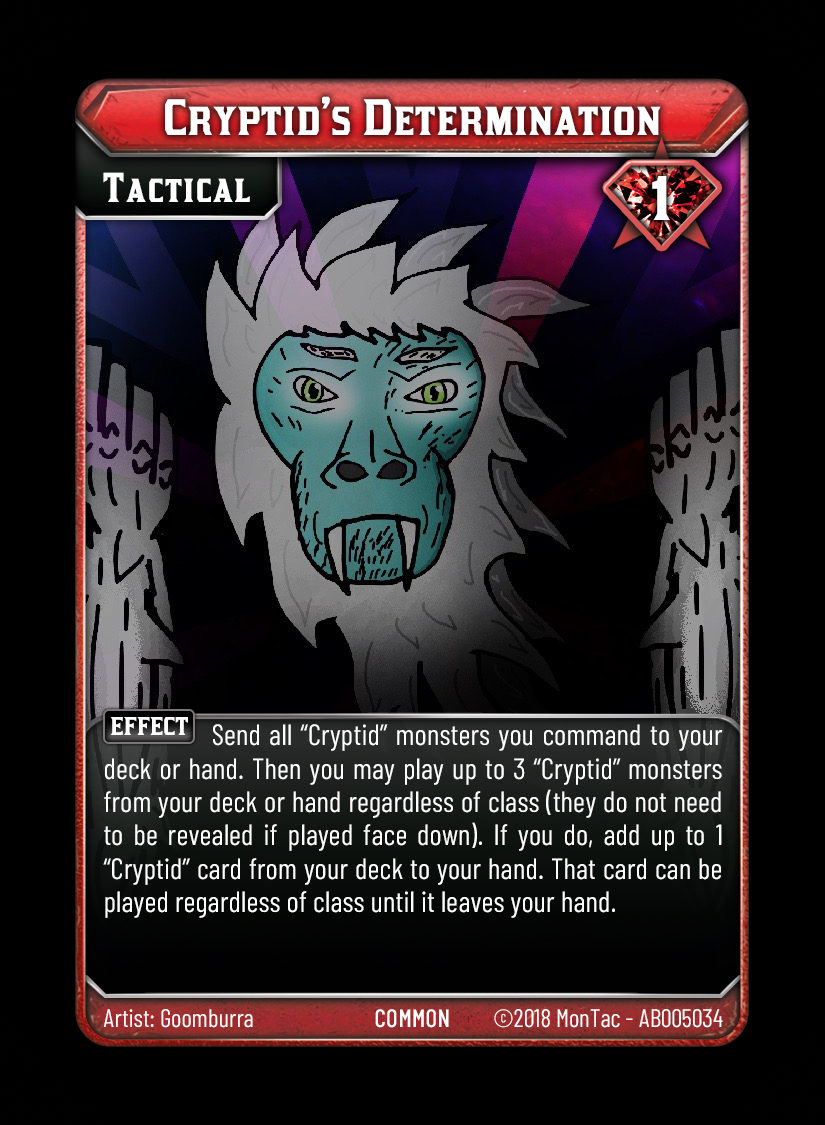 Cryptid's Determination
Tactical
1
EFFECT Send all “Cryptid” monsters you command to your
deck or hand. Then you may play up to 3 “Cryptid” monsters
from your deck or hand regardless of class (they do not need
to be revealed if played face down). If you do, add up to 1
“Cryptid” card from your deck to your hand. That card can be
played regardless of class until it leaves your hand.
Artist: Goomburra COMMON ©2018 MonTac - AB005034